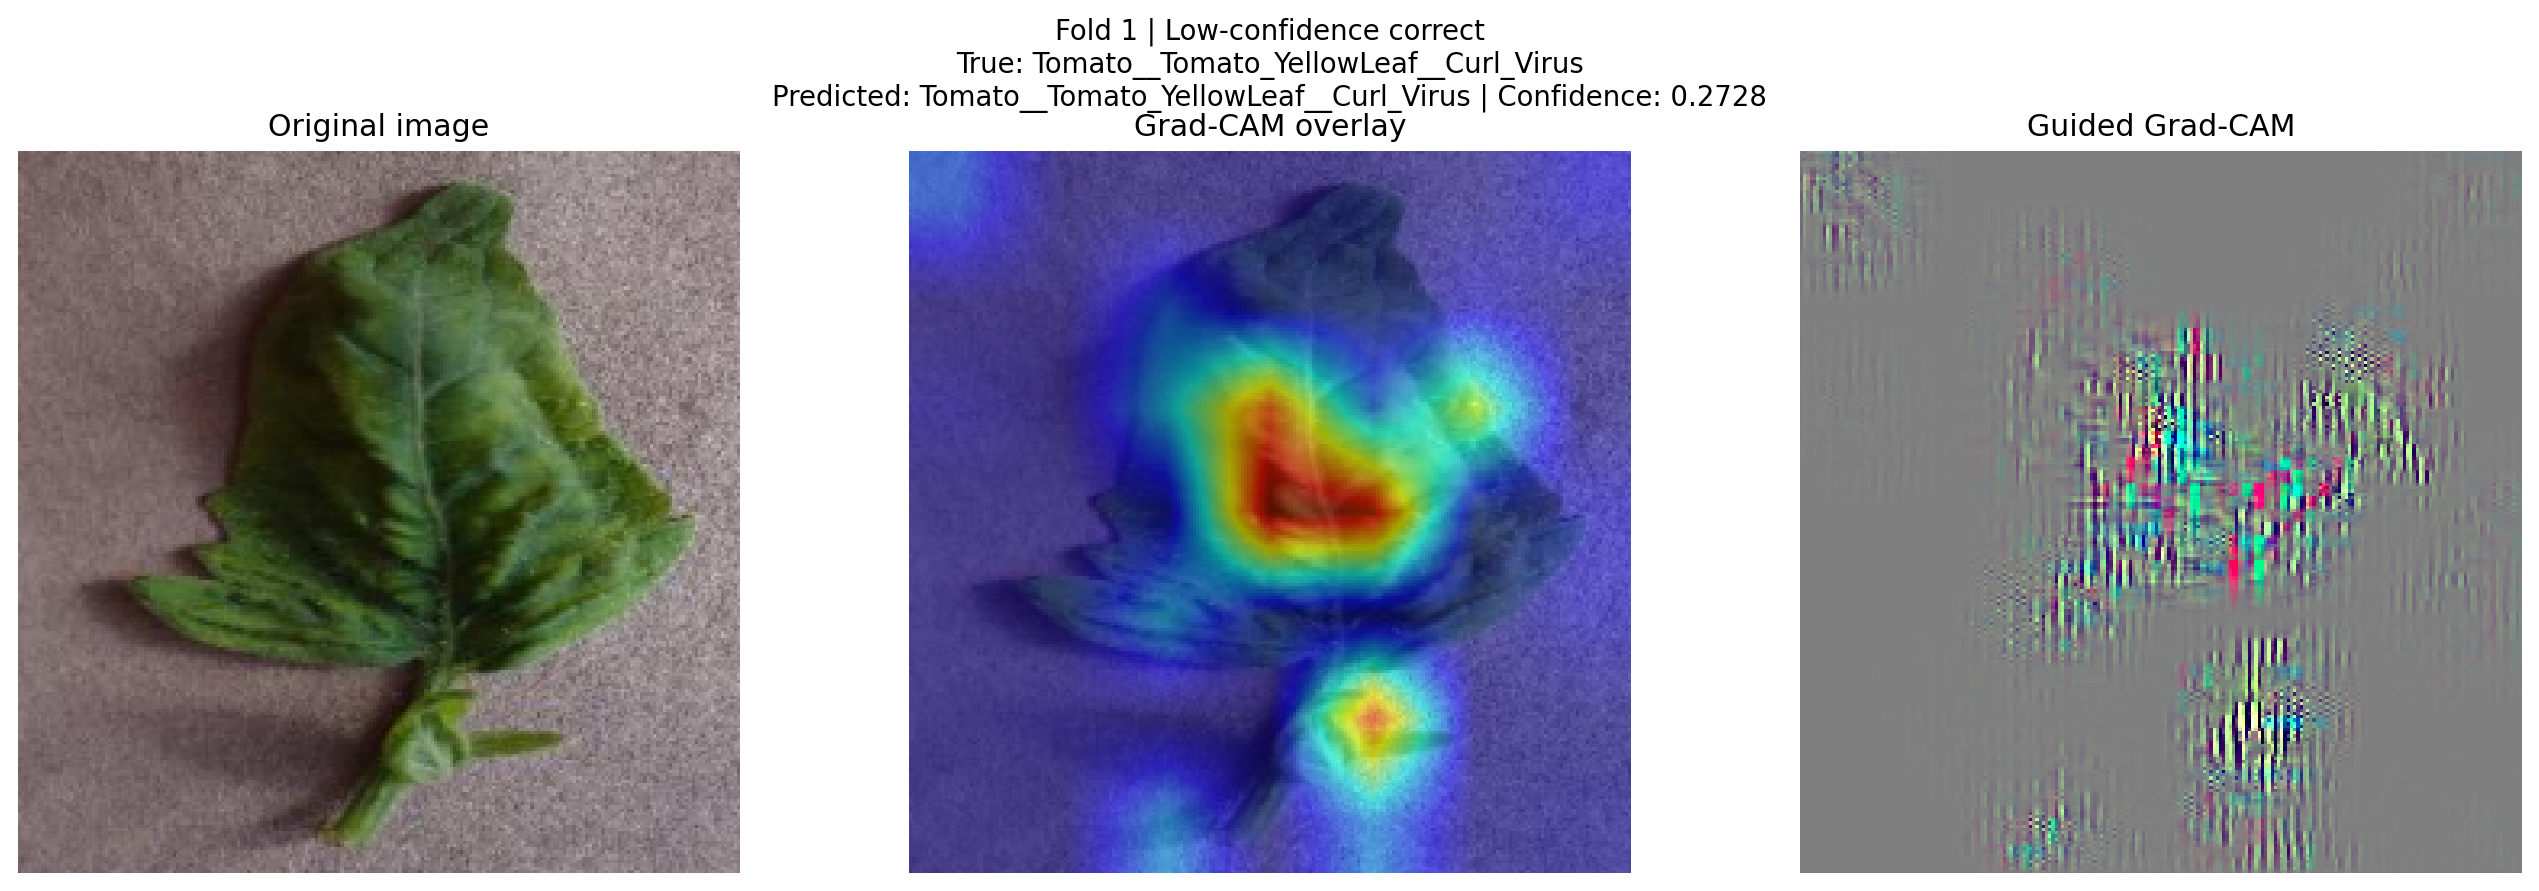 Fold 1 | Low-confidence correct
True: Tomato__Tomato_YellowLeaf__Curl_Virus
Predicted: Tomato__Tomato_YellowLeaf__Curl_Virus | Confidence: 0.2728
Original image
Grad-CAM overlay
Guided Grad-CAM